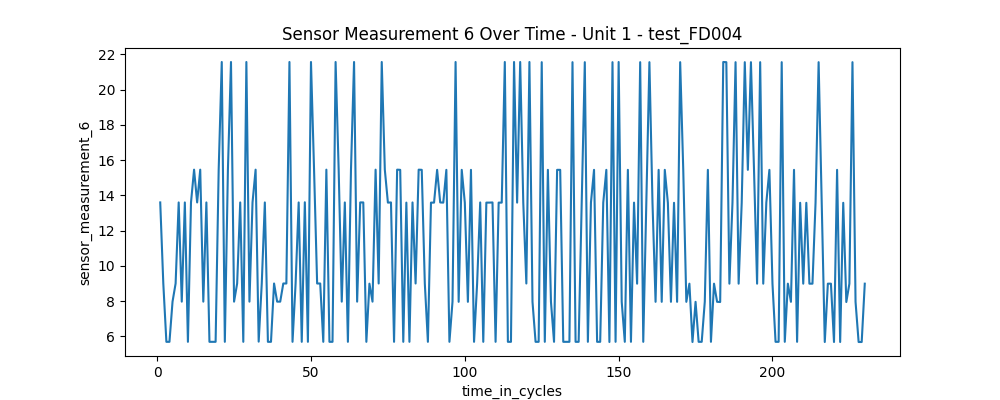 Sensor Measurement 6 Over Time - Unit 1 - test_FD004
22
20
18
16
14
12
10
8
6
sensor_measurement_6
0 50 100 150 200
time_in_cycles